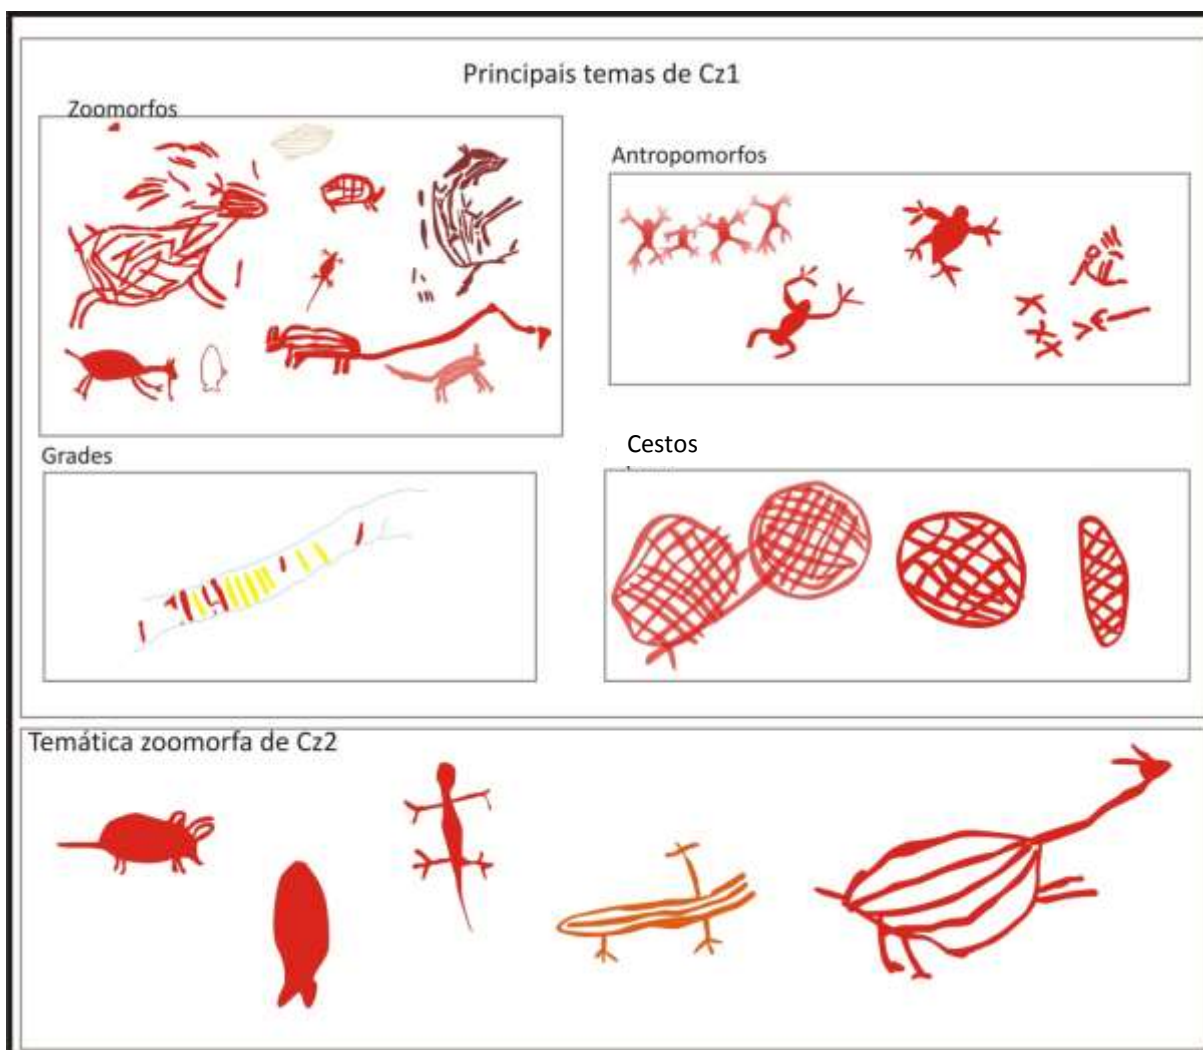 Principais temas de Cz1
Zoomorfos
Antropomorfos
Grades
Cestos
Temática zoomorfa de Cz2